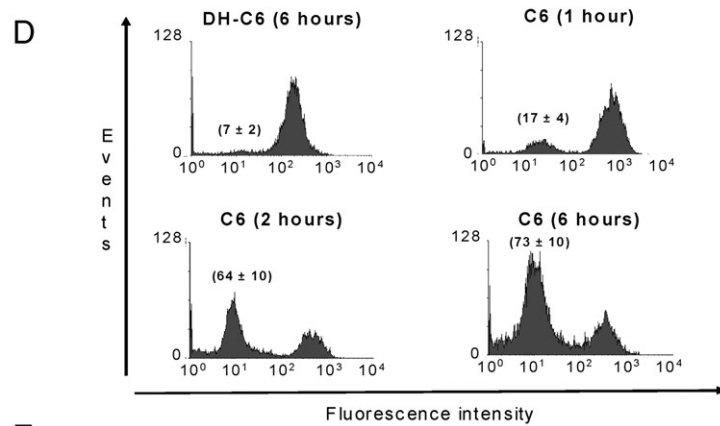 D
DH-C6 (6 hours)
128
(7 ± 2)
0
10⁰ 10¹ 10² 10³ 10⁴
C6 (1 hour)
128
(17 ± 4)
0
10⁰ 10¹ 10² 10³ 10⁴
Events
C6 (2 hours)
128
(64 ± 10)
0
10⁰ 10¹ 10² 10³ 10⁴
C6 (6 hours)
128
(73 ± 10)
0
10⁰ 10¹ 10² 10³ 10⁴
Fluorescence intensity